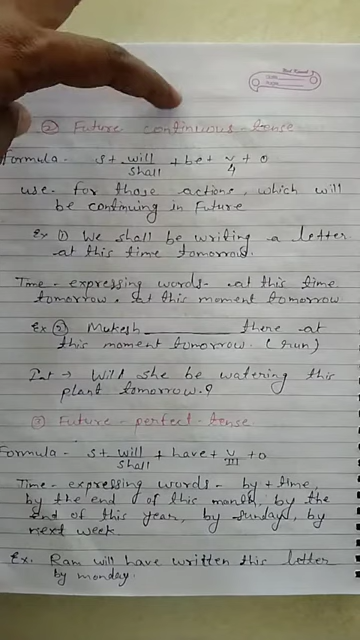 ② Future continuous tense
Formula - S + will/shall + be + V4 + O
use - for those actions, which will
be continuing in Future
Ex ① We shall be writing a letter
at this time tomorrow.
Time - expressing words - at this time
tomorrow, at this moment tomorrow
Ex ② Mukesh ________ there at
this moment tomorrow. (run)
Int → Will she be watering this
plant tomorrow?
③ Future - perfect - tense
Formula - S + will/shall + have + VIII + O
Time - expressing words - by + time,
by the end of this month, by the
end of this year, by sunday, by
next week.
Ex. Ram will have written this letter
by monday.